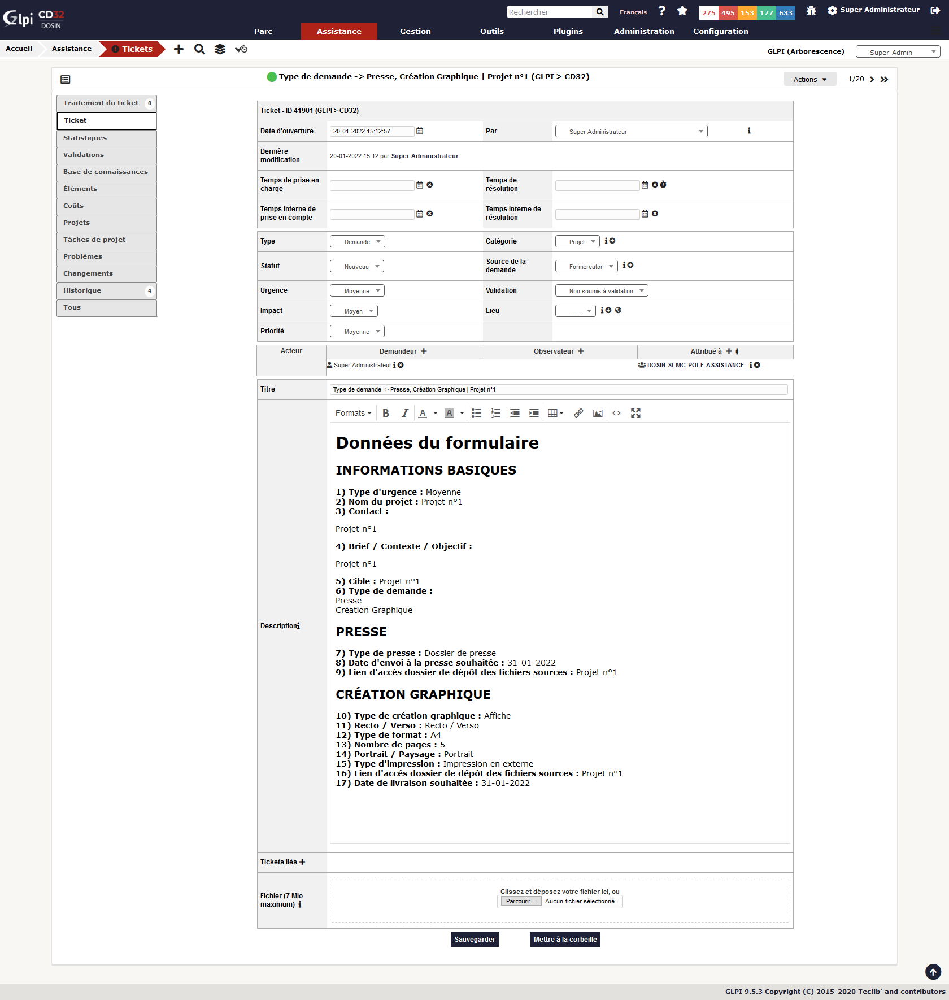 Glpi CD32 DOSIN
Rechercher Français 275 495 153 177 633 Super Administrateur
Parc Assistance Gestion Outils Plugins Administration Configuration
Accueil Assistance Tickets GLPI (Arborescence) Super-Admin
Type de demande -> Presse, Création Graphique | Projet n°1 (GLPI > CD32) Actions 1/20
Traitement du ticket 0
Ticket
Statistiques
Validations
Base de connaissances
Éléments
Coûts
Projets
Tâches de projet
Problèmes
Changements
Historique 4
Tous
Ticket - ID 41901 (GLPI > CD32)
Date d'ouverture 20-01-2022 15:12:57 Par Super Administrateur
Dernière modification 20-01-2022 15:12 par Super Administrateur
Temps de prise en charge Temps de résolution
Temps interne de prise en compte Temps interne de résolution
Type Demande Catégorie Projet
Statut Nouveau Source de la demande Formcreator
Urgence Moyenne Validation Non soumis à validation
Impact Moyen Lieu -----
Priorité Moyenne
Acteur Demandeur Observateur Attribué à
Super Administrateur DOSIN-SLMC-POLE-ASSISTANCE -
Titre Type de demande -> Presse, Création Graphique | Projet n°1
Formats B I A A
Description
Données du formulaire
INFORMATIONS BASIQUES
1) Type d'urgence : Moyenne
2) Nom du projet : Projet n°1
3) Contact :
Projet n°1
4) Brief / Contexte / Objectif :
Projet n°1
5) Cible : Projet n°1
6) Type de demande :
Presse
Création Graphique
PRESSE
7) Type de presse : Dossier de presse
8) Date d'envoi à la presse souhaitée : 31-01-2022
9) Lien d'accés dossier de dépôt des fichiers sources : Projet n°1
CRÉATION GRAPHIQUE
10) Type de création graphique : Affiche
11) Recto / Verso : Recto / Verso
12) Type de format : A4
13) Nombre de pages : 5
14) Portrait / Paysage : Portrait
15) Type d'impression : Impression en externe
16) Lien d'accés dossier de dépôt des fichiers sources : Projet n°1
17) Date de livraison souhaitée : 31-01-2022
Tickets liés
Fichier (7 Mio maximum)
Glissez et déposez votre fichier ici, ou
Parcourir... Aucun fichier sélectionné.
Sauvegarder Mettre à la corbeille
GLPI 9.5.3 Copyright (C) 2015-2020 Teclib' and contributors